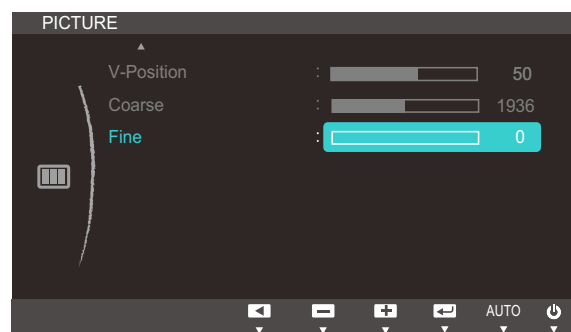 PICTURE
V-Position : 50
Coarse : 1936
Fine : 0
AUTO